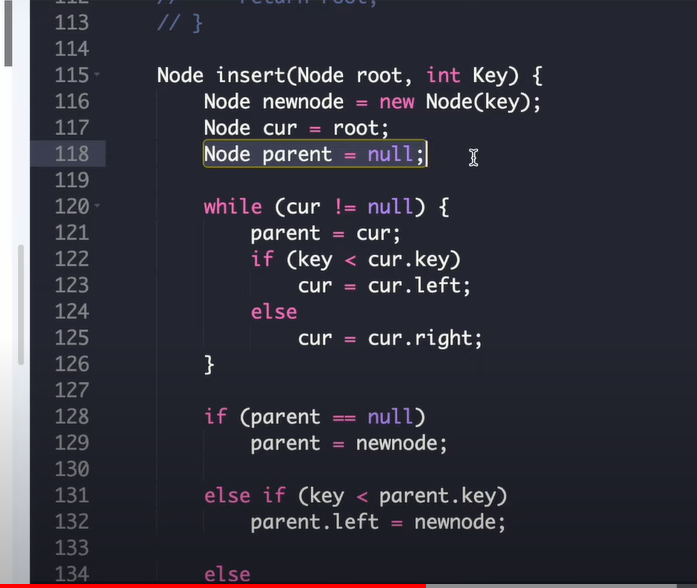 112 //     return root;
113 // }
114
115 Node insert(Node root, int Key) {
116     Node newnode = new Node(key);
117     Node cur = root;
118     Node parent = null;
119
120     while (cur != null) {
121         parent = cur;
122         if (key < cur.key)
123             cur = cur.left;
124         else
125             cur = cur.right;
126     }
127
128     if (parent == null)
129         parent = newnode;
130
131     else if (key < parent.key)
132         parent.left = newnode;
133
134     else